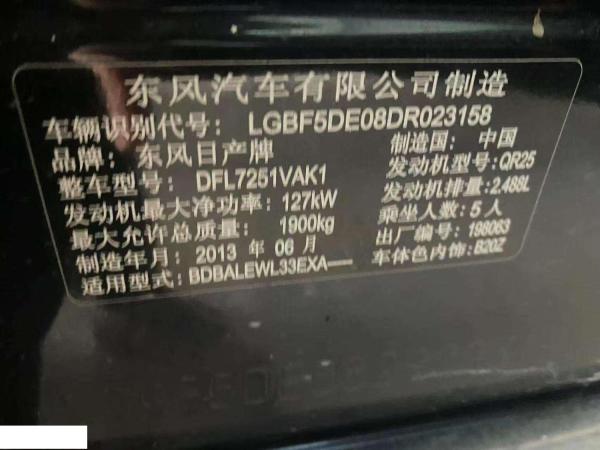 东风汽车有限公司制造
车辆识别代号: LGBF5DE08DR023158
品牌: 东风日产牌 制造国: 中国
整车型号: DFL7251VAK1 发动机型号: QR25
发动机最大净功率: 127kW 发动机排量: 2.488L
最大允许总质量: 1900kg 乘坐人数: 5人
制造年月: 2013 年 06 月 出厂编号: 198063
适用型式: BDBALEWL33EXA—— 车体色内饰: B20Z